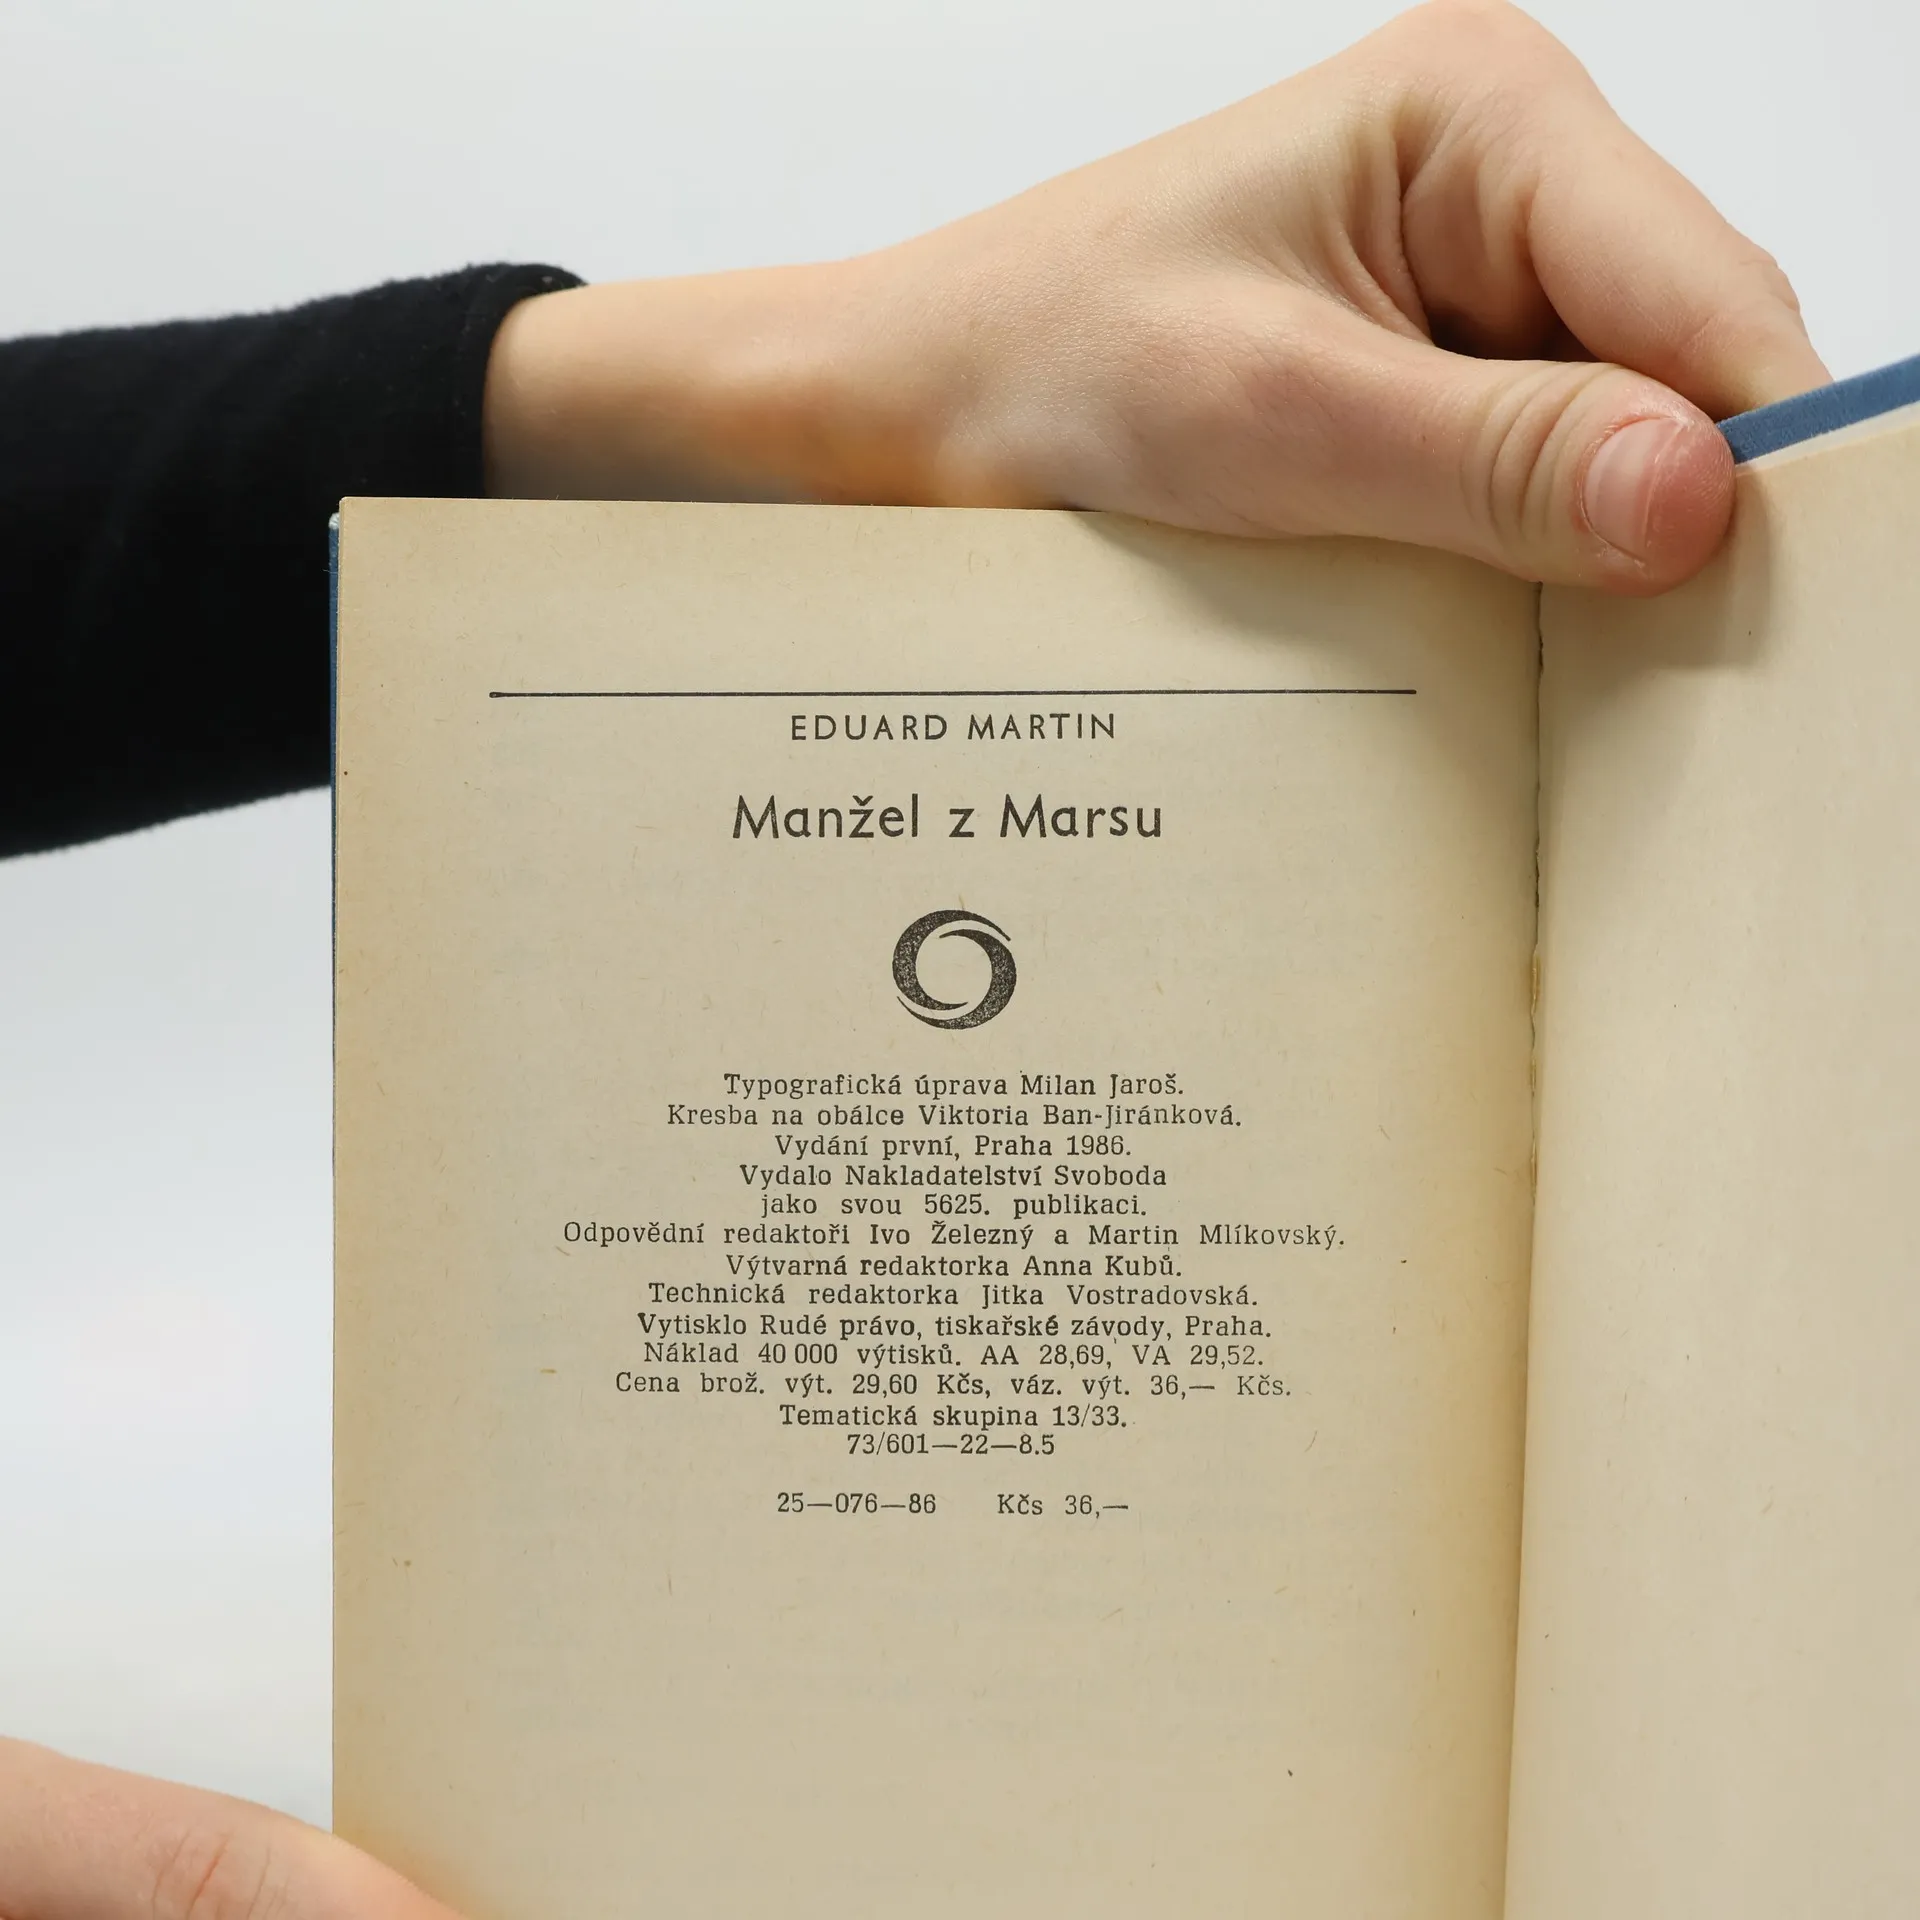 EDUARD MARTIN
Manžel z Marsu
Typografická úprava Milan Jaroš.
Kresba na obálce Viktoria Ban-Jiránková.
Vydání první, Praha 1986.
Vydalo Nakladatelství Svoboda
jako svou 5625. publikaci.
Odpovědní redaktoři Ivo Železný a Martin Mlíkovský.
Výtvarná redaktorka Anna Kubů.
Technická redaktorka Jitka Vostradovská.
Vytisklo Rudé právo, tiskařské závody, Praha.
Náklad 40 000 výtisků. AA 28,69, VA 29,52.
Cena brož. výt. 29,60 Kčs, váz. výt. 36,— Kčs.
Tematická skupina 13/33.
73/601—22—8.5
25—076—86 Kčs 36,—